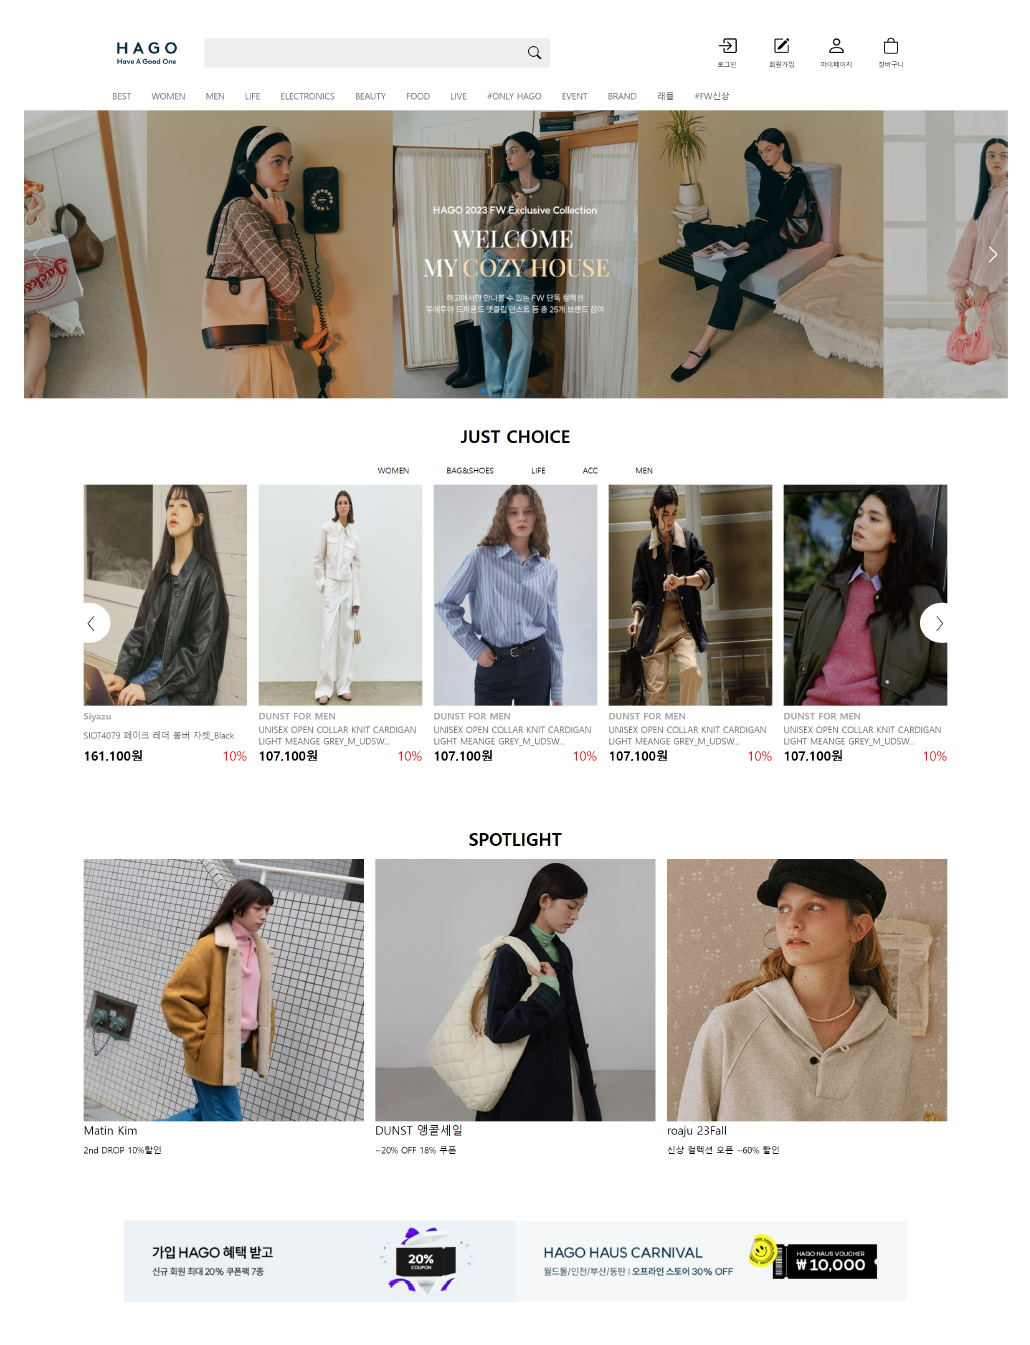 HAGO
Have A Good One
로그인
회원가입
마이페이지
장바구니
BEST WOMEN MEN LIFE ELECTRONICS BEAUTY FOOD LIVE #ONLY HAGO EVENT BRAND 래플 #FW신상
HAGO 2023 FW Exclusive Collection
WELCOME
MY COZY HOUSE
하고에서만 만나볼 수 있는 FW 단독 컬렉션
투에투아 드파운드 앳클립 던스트 등 총 25개 브랜드 참여
JUST CHOICE
WOMEN BAG&SHOES LIFE ACC MEN
Siyazu
SIOT4079 페이크 레더 봄버 자켓_Black
161,100원 10%
DUNST FOR MEN
UNISEX OPEN COLLAR KNIT CARDIGAN
LIGHT MEANGE GREY_M_UDSW...
107,100원 10%
DUNST FOR MEN
UNISEX OPEN COLLAR KNIT CARDIGAN
LIGHT MEANGE GREY_M_UDSW...
107,100원 10%
DUNST FOR MEN
UNISEX OPEN COLLAR KNIT CARDIGAN
LIGHT MEANGE GREY_M_UDSW...
107,100원 10%
DUNST FOR MEN
UNISEX OPEN COLLAR KNIT CARDIGAN
LIGHT MEANGE GREY_M_UDSW...
107,100원 10%
SPOTLIGHT
Matin Kim
2nd DROP 10%할인
DUNST 앵콜세일
~20% OFF 18% 쿠폰
roaju 23Fall
신상 컬렉션 오픈 ~60% 할인
가입 HAGO 혜택 받고
신규 회원 최대 20% 쿠폰팩 7종
20%
COUPON
HAGO HAUS CARNIVAL
월드몰/인천/부산/동탄 | 오프라인 스토어 30% OFF
HAGO HAUS VOUCHER
₩10,000